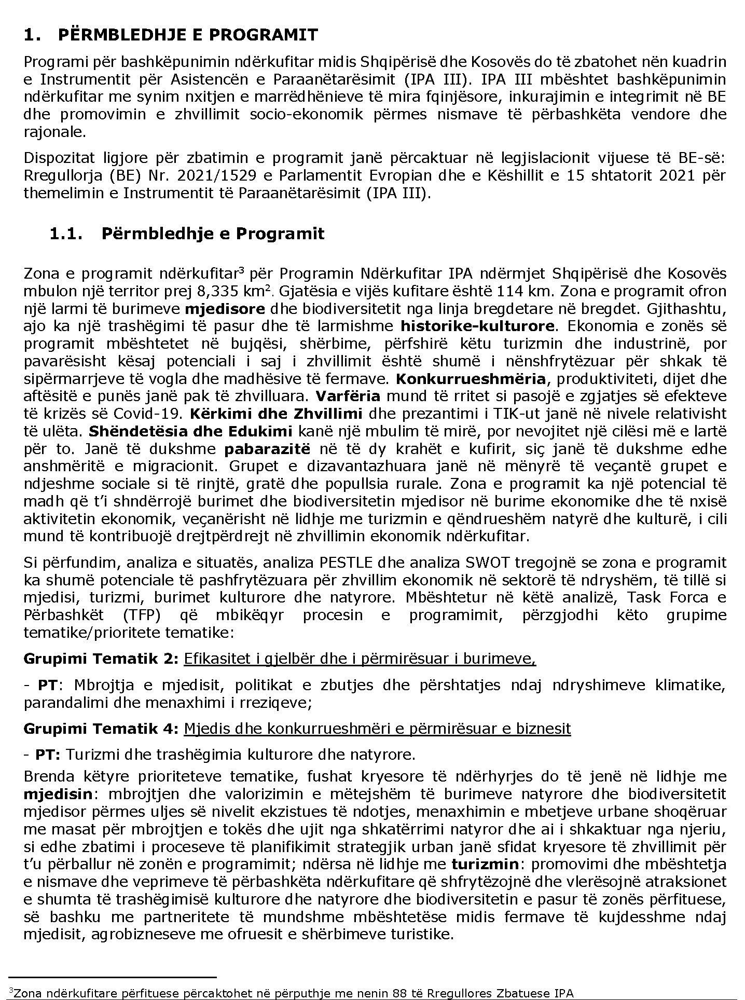 1. PËRMBLEDHJE E PROGRAMIT
Programi për bashkëpunimin ndërkufitar midis Shqipërisë dhe Kosovës do të zbatohet nën kuadrin
e Instrumentit për Asistencën e Paraanëtarësimit (IPA III). IPA III mbështet bashkëpunimin
ndërkufitar me synim nxitjen e marrëdhënieve të mira fqinjësore, inkurajimin e integrimit në BE
dhe promovimin e zhvillimit socio-ekonomik përmes nismave të përbashkëta vendore dhe
rajonale.
Dispozitat ligjore për zbatimin e programit janë përcaktuar në legjislacionit vijuese të BE-së:
Rregullorja (BE) Nr. 2021/1529 e Parlamentit Evropian dhe e Këshillit e 15 shtatorit 2021 për
themelimin e Instrumentit të Paraanëtarësimit (IPA III).
1.1. Përmbledhje e Programit
Zona e programit ndërkufitar³ për Programin Ndërkufitar IPA ndërmjet Shqipërisë dhe Kosovës
mbulon një territor prej 8,335 km². Gjatësia e vijës kufitare është 114 km. Zona e programit ofron
një larmi të burimeve mjedisore dhe biodiversitetit nga linja bregdetare në bregdet. Gjithashtu,
ajo ka një trashëgimi të pasur dhe të larmishme historike-kulturore. Ekonomia e zonës së
programit mbështetet në bujqësi, shërbime, përfshirë këtu turizmin dhe industrinë, por
pavarësisht kësaj potenciali i saj i zhvillimit është shumë i nënshfrytëzuar për shkak të
sipërmarrjeve të vogla dhe madhësive të fermave. Konkurrueshmëria, produktiviteti, dijet dhe
aftësitë e punës janë pak të zhvilluara. Varfëria mund të rritet si pasojë e zgjatjes së efekteve
të krizës së Covid-19. Kërkimi dhe Zhvillimi dhe prezantimi i TIK-ut janë në nivele relativisht
të ulëta. Shëndetësia dhe Edukimi kanë një mbulim të mirë, por nevojitet një cilësi më e lartë
për to. Janë të dukshme pabarazitë në të dy krahët e kufirit, siç janë të dukshme edhe
anshmëritë e migracionit. Grupet e dizavantazhuara janë në mënyrë të veçantë grupet e
ndjeshme sociale si të rinjtë, gratë dhe popullsia rurale. Zona e programit ka një potencial të
madh që t’i shndërrojë burimet dhe biodiversitetin mjedisor në burime ekonomike dhe të nxisë
aktivitetin ekonomik, veçanërisht në lidhje me turizmin e qëndrueshëm natyrë dhe kulturë, i cili
mund të kontribuojë drejtpërdrejt në zhvillimin ekonomik ndërkufitar.
Si përfundim, analiza e situatës, analiza PESTLE dhe analiza SWOT tregojnë se zona e programit
ka shumë potenciale të pashfrytëzuara për zhvillim ekonomik në sektorë të ndryshëm, të tillë si
mjedisi, turizmi, burimet kulturore dhe natyrore. Mbështetur në këtë analizë, Task Forca e
Përbashkët (TFP) që mbikëqyr procesin e programimit, përzgjodhi këto grupime
tematike/prioritete tematike:
Grupimi Tematik 2: Efikasitet i gjelbër dhe i përmirësuar i burimeve,
- PT: Mbrojtja e mjedisit, politikat e zbutjes dhe përshtatjes ndaj ndryshimeve klimatike,
parandalimi dhe menaxhimi i rreziqeve;
Grupimi Tematik 4: Mjedis dhe konkurrueshmëri e përmirësuar e biznesit
- PT: Turizmi dhe trashëgimia kulturore dhe natyrore.
Brenda këtyre prioriteteve tematike, fushat kryesore të ndërhyrjes do të jenë në lidhje me
mjedisin: mbrojtjen dhe valorizimin e mëtejshëm të burimeve natyrore dhe biodiversitetit
mjedisor përmes uljes së nivelit ekzistues të ndotjes, menaxhimin e mbetjeve urbane shoqëruar
me masat për mbrojtjen e tokës dhe ujit nga shkatërrimi natyror dhe ai i shkaktuar nga njeriu,
si edhe zbatimi i proceseve të planifikimit strategjik urban janë sfidat kryesore të zhvillimit për
t’u përballur në zonën e programimit; ndërsa në lidhje me turizmin: promovimi dhe mbështetja
e nismave dhe veprimeve të përbashkëta ndërkufitare që shfrytëzojnë dhe vlerësojnë atraksionet
e shumta të trashëgimisë kulturore dhe natyrore dhe biodiversitetin e pasur të zonës përfituese,
së bashku me partneritete të mundshme mbështetëse midis fermave të kujdesshme ndaj
mjedisit, agrobizneseve me ofruesit e shërbimeve turistike.
³Zona ndërkufitare përfituese përcaktohet në përputhje me nenin 88 të Rregullores Zbatuese IPA